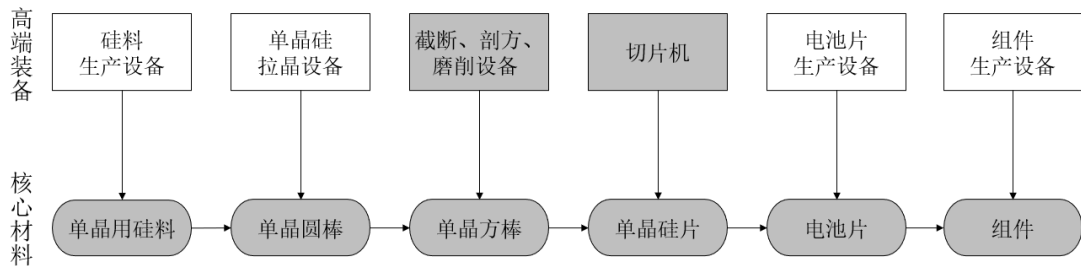 高端装备
硅料
生产设备
单晶硅
拉晶设备
截断、剖方、
磨削设备
切片机
电池片
生产设备
组件
生产设备
核心材料
单晶用硅料
单晶圆棒
单晶方棒
单晶硅片
电池片
组件